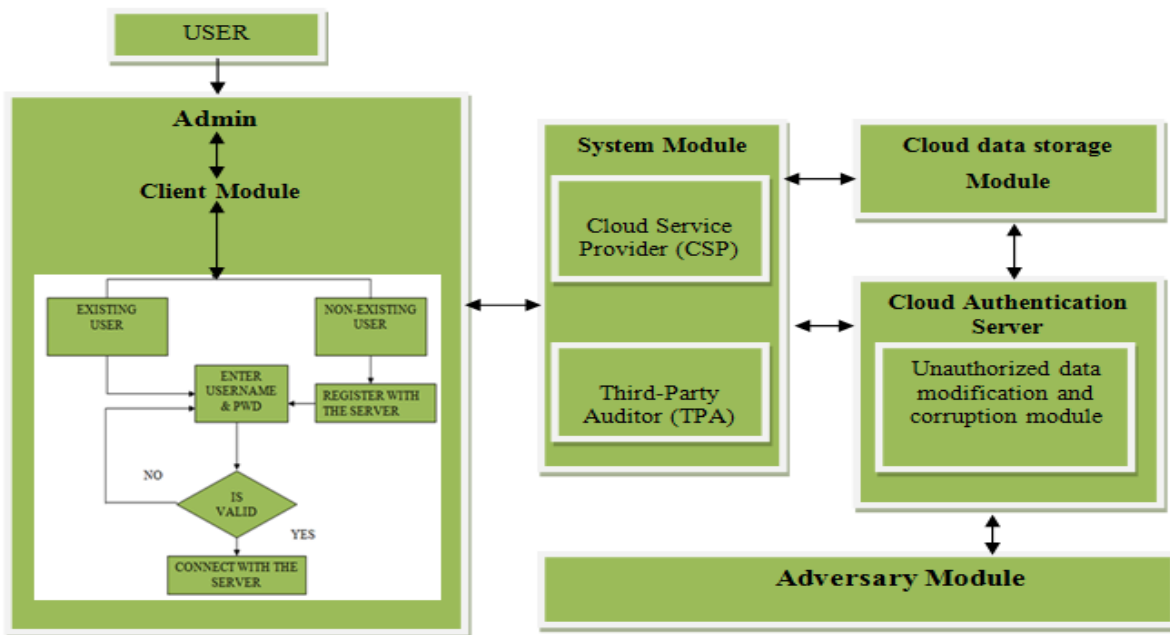 USER
Admin
Client Module
EXISTING
USER
NON-EXISTING
USER
ENTER
USERNAME
& PWD
REGISTER WITH
THE SERVER
NO
IS
VALID
YES
CONNECT WITH THE
SERVER
System Module
Cloud Service
Provider (CSP)
Third-Party
Auditor (TPA)
Cloud data storage
Module
Cloud Authentication
Server
Unauthorized data
modification and
corruption module
Adversary Module